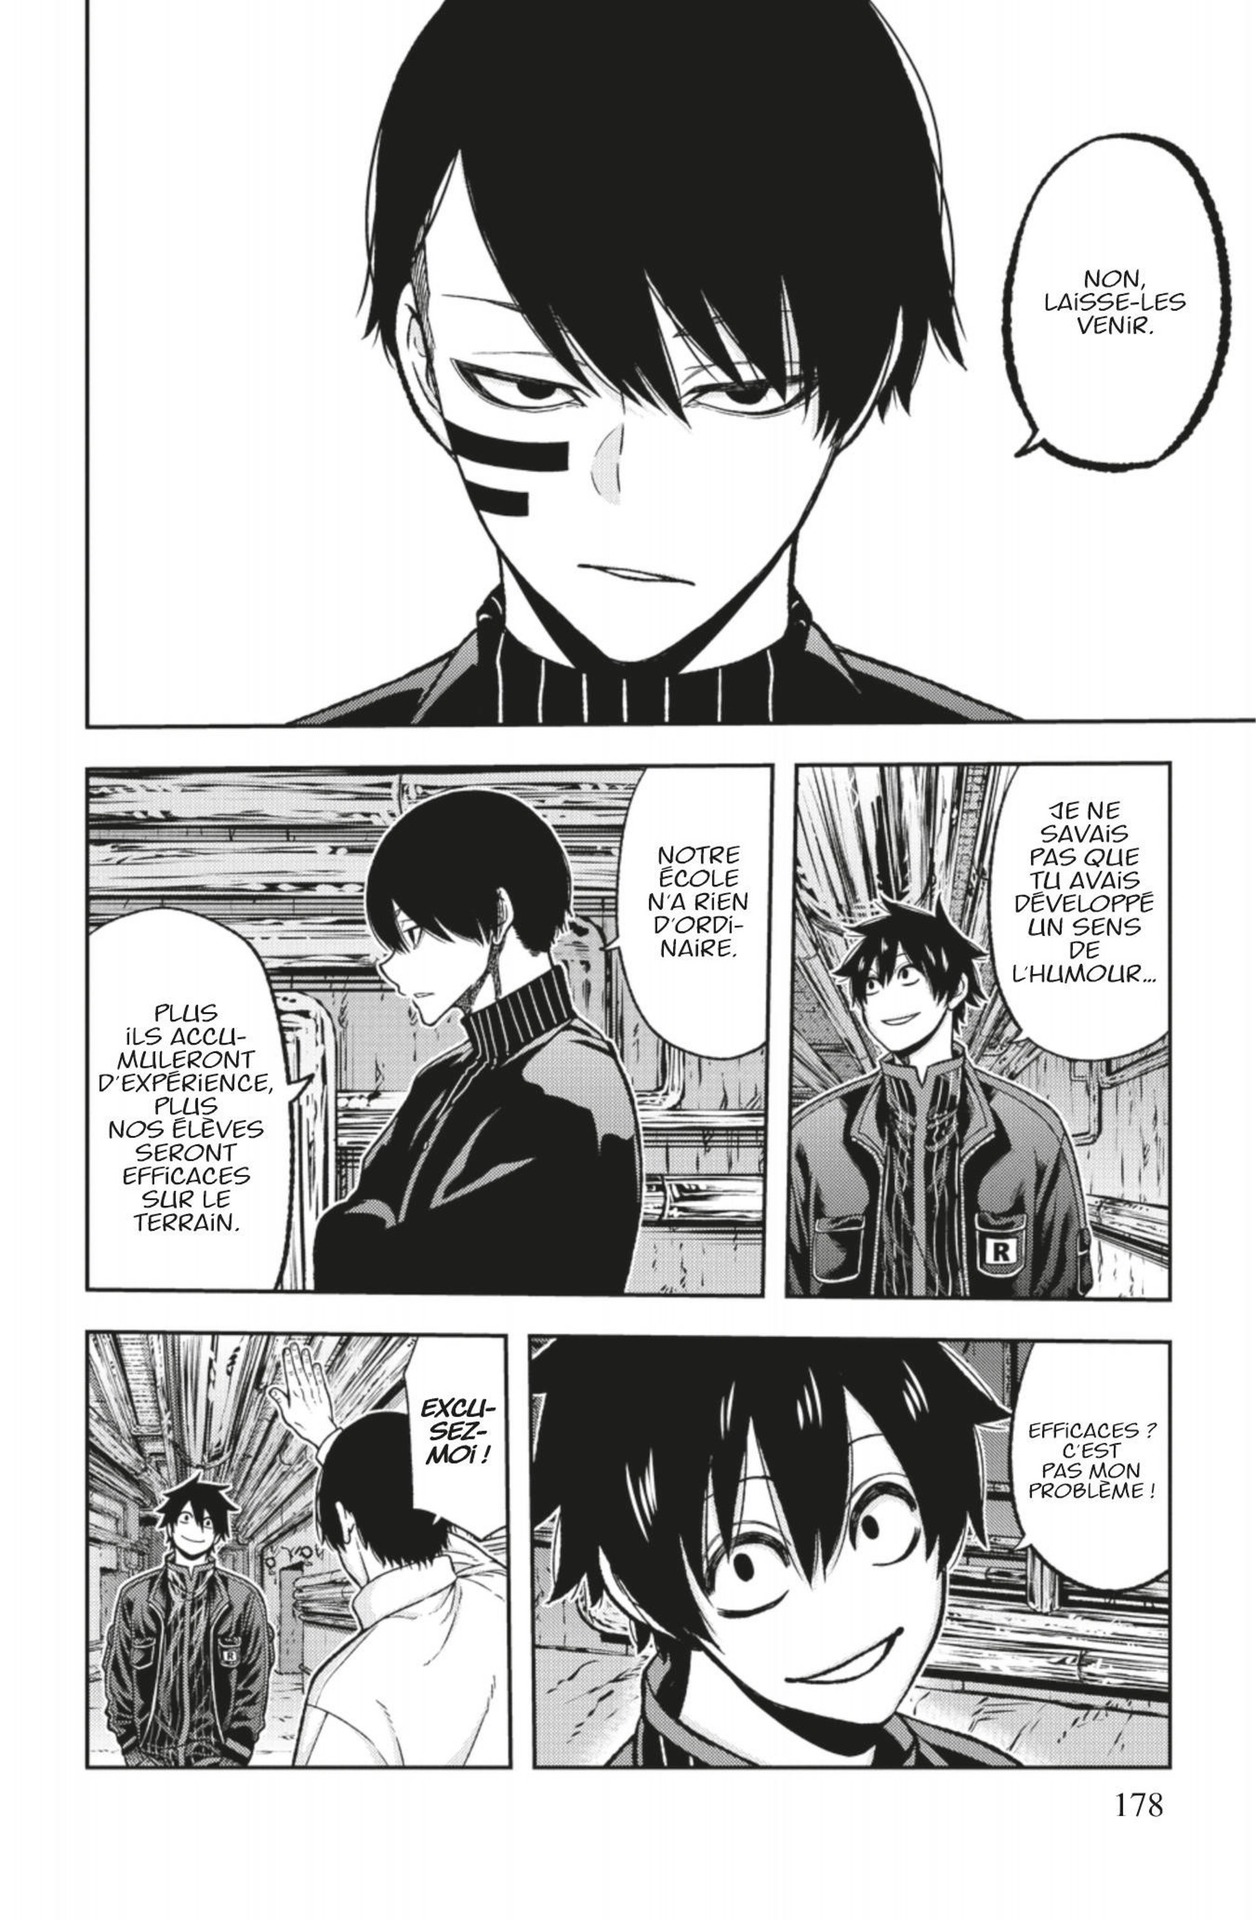 NON,
LAISSE-LES
VENIR.
JE NE
SAVAIS
PAS QUE
TU AVAIS
DÉVELOPPÉ
UN SENS
DE
L'HUMOUR...
R
NOTRE
ÉCOLE
N'A RIEN
D'ORDI-
NAIRE.
PLUS
ILS ACCU-
MULERONT
D'EXPÉRIENCE,
PLUS
NOS ÉLÈVES
SERONT
EFFICACES
SUR LE
TERRAIN.
EFFICACES ?
C'EST
PAS MON
PROBLÈME !
EXCU-
SEZ-
MOI !
R
178